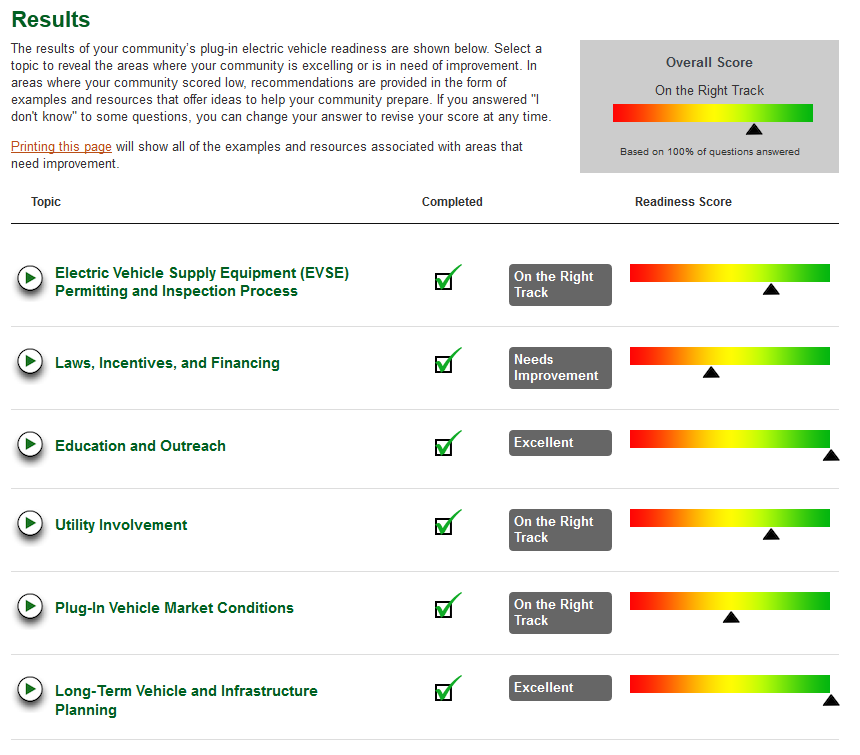 Results
The results of your community's plug-in electric vehicle readiness are shown below. Select a
topic to reveal the areas where your community is excelling or is in need of improvement. In
areas where your community scored low, recommendations are provided in the form of
examples and resources that offer ideas to help your community prepare. If you answered "I
don't know" to some questions, you can change your answer to revise your score at any time.
Printing this page will show all of the examples and resources associated with areas that
need improvement.
Overall Score
On the Right Track
Based on 100% of questions answered
Topic Completed Readiness Score
Electric Vehicle Supply Equipment (EVSE)
Permitting and Inspection Process
On the Right
Track
Laws, Incentives, and Financing
Needs
Improvement
Education and Outreach
Excellent
Utility Involvement
On the Right
Track
Plug-In Vehicle Market Conditions
On the Right
Track
Long-Term Vehicle and Infrastructure
Planning
Excellent